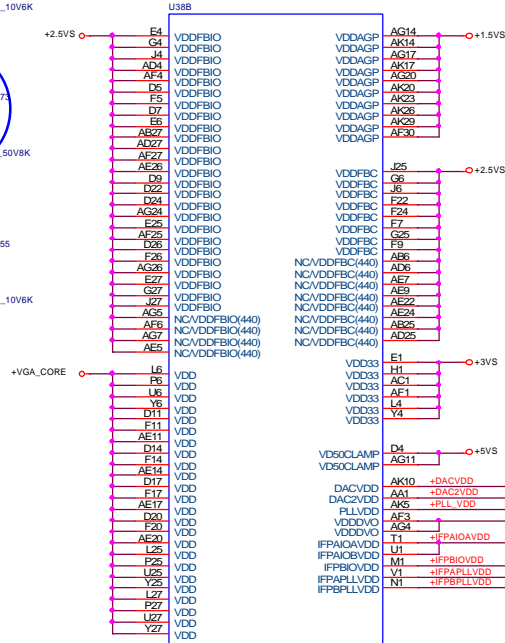 _10V6K
U38B
+2.5VS
E4 VDDFBIO
G4 VDDFBIO
J4 VDDFBIO
AD4 VDDFBIO
AF4 VDDFBIO
D5 VDDFBIO
F5 VDDFBIO
D7 VDDFBIO
E6 VDDFBIO
AB27 VDDFBIO
AD27 VDDFBIO
AF27 VDDFBIO
AE26 VDDFBIO
D9 VDDFBIO
D22 VDDFBIO
D24 VDDFBIO
AG24 VDDFBIO
E25 VDDFBIO
AF25 VDDFBIO
D26 VDDFBIO
F26 VDDFBIO
AG26 VDDFBIO
E27 VDDFBIO
G27 VDDFBIO
J27 VDDFBIO
AG5 NC/VDDFBIO(440)
AF6 NC/VDDFBIO(440)
AG7 NC/VDDFBIO(440)
AE5 NC/VDDFBIO(440)
73
_50V8K
55
_10V6K
+VGA_CORE
L6 VDD
P6 VDD
U6 VDD
Y6 VDD
D11 VDD
F11 VDD
AE11 VDD
D14 VDD
F14 VDD
AE14 VDD
D17 VDD
F17 VDD
AE17 VDD
D20 VDD
F20 VDD
AE20 VDD
L25 VDD
P25 VDD
U25 VDD
Y25 VDD
L27 VDD
P27 VDD
U27 VDD
Y27 VDD
VDDAGP AG14
VDDAGP AK14
VDDAGP AG17
VDDAGP AK17
VDDAGP AG20
VDDAGP AK20
VDDAGP AK23
VDDAGP AK26
VDDAGP AK29
VDDAGP AF30
+1.5VS
VDDFBC J25
VDDFBC G6
VDDFBC J6
VDDFBC F22
VDDFBC F24
VDDFBC F7
VDDFBC G25
VDDFBC F9
NC/VDDFBC(440) AB6
NC/VDDFBC(440) AD6
NC/VDDFBC(440) AE7
NC/VDDFBC(440) AE9
NC/VDDFBC(440) AE22
NC/VDDFBC(440) AE24
NC/VDDFBC(440) AB25
NC/VDDFBC(440) AD25
+2.5VS
VDD33 E1
VDD33 H1
VDD33 AC1
VDD33 AF1
VDD33 L4
VDD33 Y4
+3VS
VD50CLAMP D4
VD50CLAMP AG11
+5VS
DACVDD AK10 +DACVDD
DAC2VDD AA1 +DAC2VDD
PLLVDD AK5 +PLL_VDD
VDDDVO AF3
VDDDVO AG4
IFPAIOAVDD T1 +IFPAIOAVDD
IFPAIOBVDD U1
IFPBIOVDD M1 +IFPBIOVDD
IFPAPLLVDD V1 +IFPAPLLVDD
IFPBPLLVDD N1 +IFPBPLLVDD